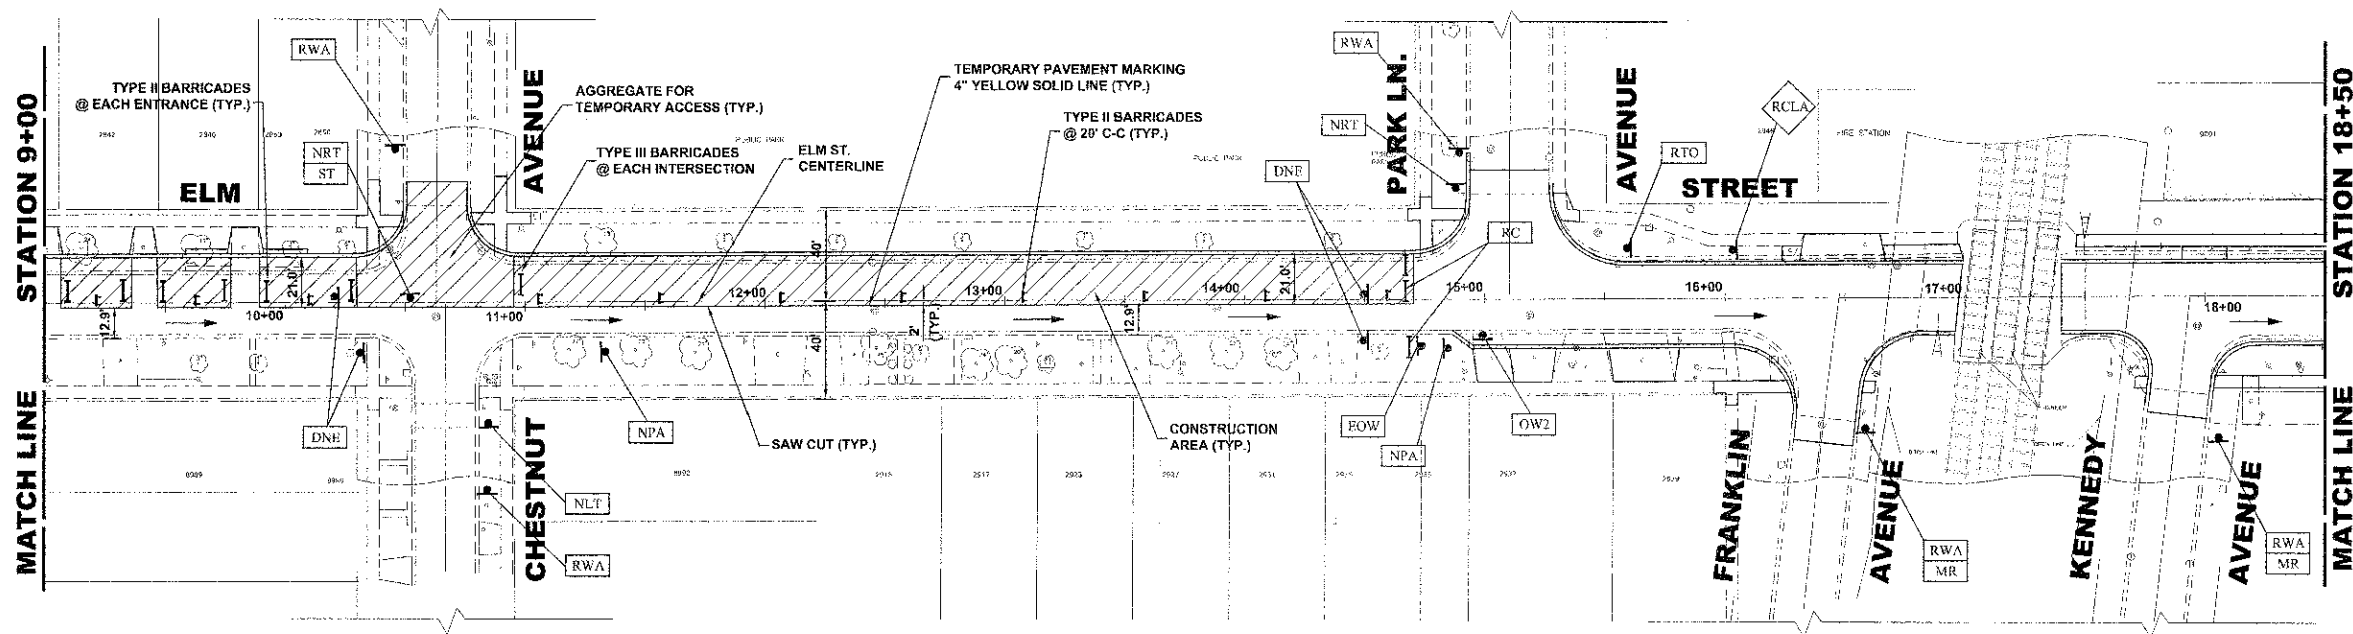 STATION 9+00
MATCH LINE
ELM
TYPE II BARRICADES
@ EACH ENTRANCE (TYP.)
RWA
NRT
ST
AVENUE
AGGREGATE FOR
TEMPORARY ACCESS (TYP.)
TYPE III BARRICADES
@ EACH INTERSECTION
ELM ST.
CENTERLINE
TEMPORARY PAVEMENT MARKING
4" YELLOW SOLID LINE (TYP.)
TYPE II BARRICADES
@ 29' C-C (TYP.)
PUBLIC PARK
PUBLIC PARK
DNE
RWA
NRT
PARK LN.
AVENUE
RC
RTO
STREET
RCLA
FIRE STATION
STATION 18+50
MATCH LINE
21.0'
12.9'
10+00
11+00
12+00
13+00
14+00
15+00
16+00
17+00
18+00
40'
40'
2'
(TYP.)
12.9'
21.0'
DNE
CHESTNUT
NLT
RWA
NPA
SAW CUT (TYP.)
CONSTRUCTION
AREA (TYP.)
EOW
NPA
OW2
FRANKLIN
AVENUE
RWA
MR
KENNEDY
AVENUE
RWA
MR